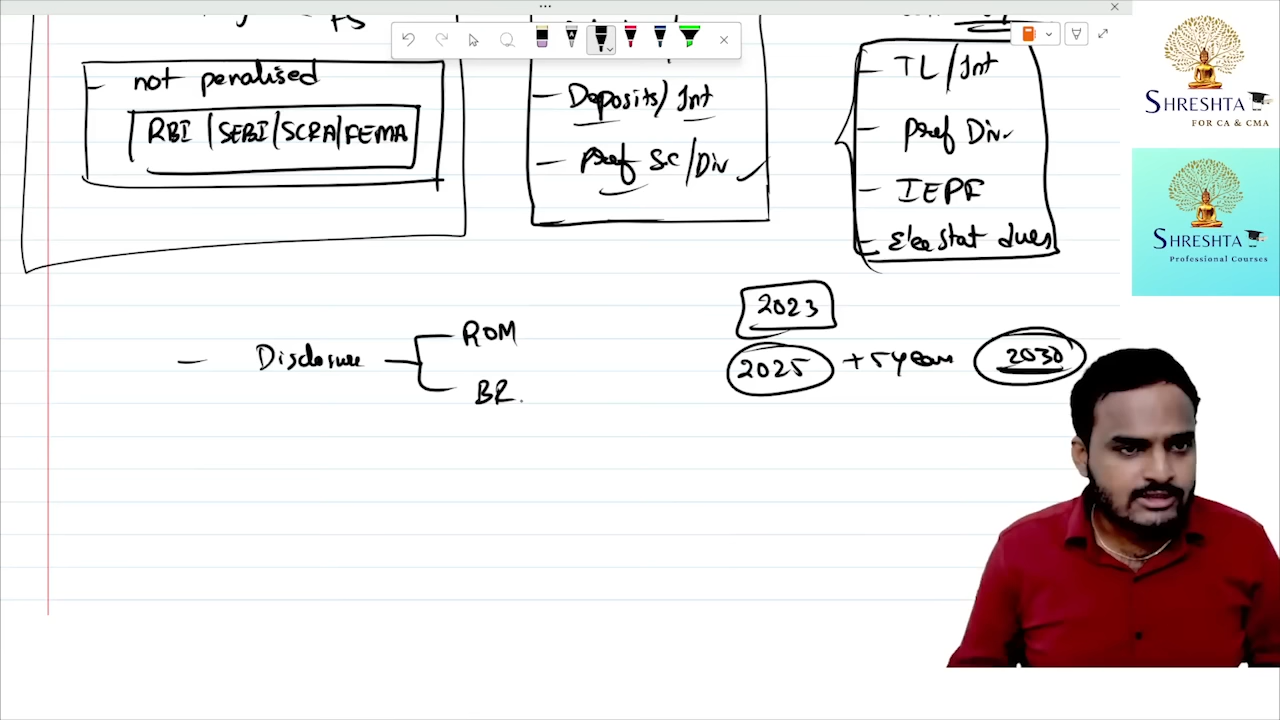 FS
- not penalised
RBI / SEBI / SCRA / FEMA
- Deposits / Int
- Pref SC / Div ✓
- TL / Int
- Pref Div
- IEPF
- Stat dues
2023
- Disclosure
ROM
BR.
2025 + 5 years 2030
SHRESHTA
FOR CA & CMA
SHRESHTA
Professional Courses